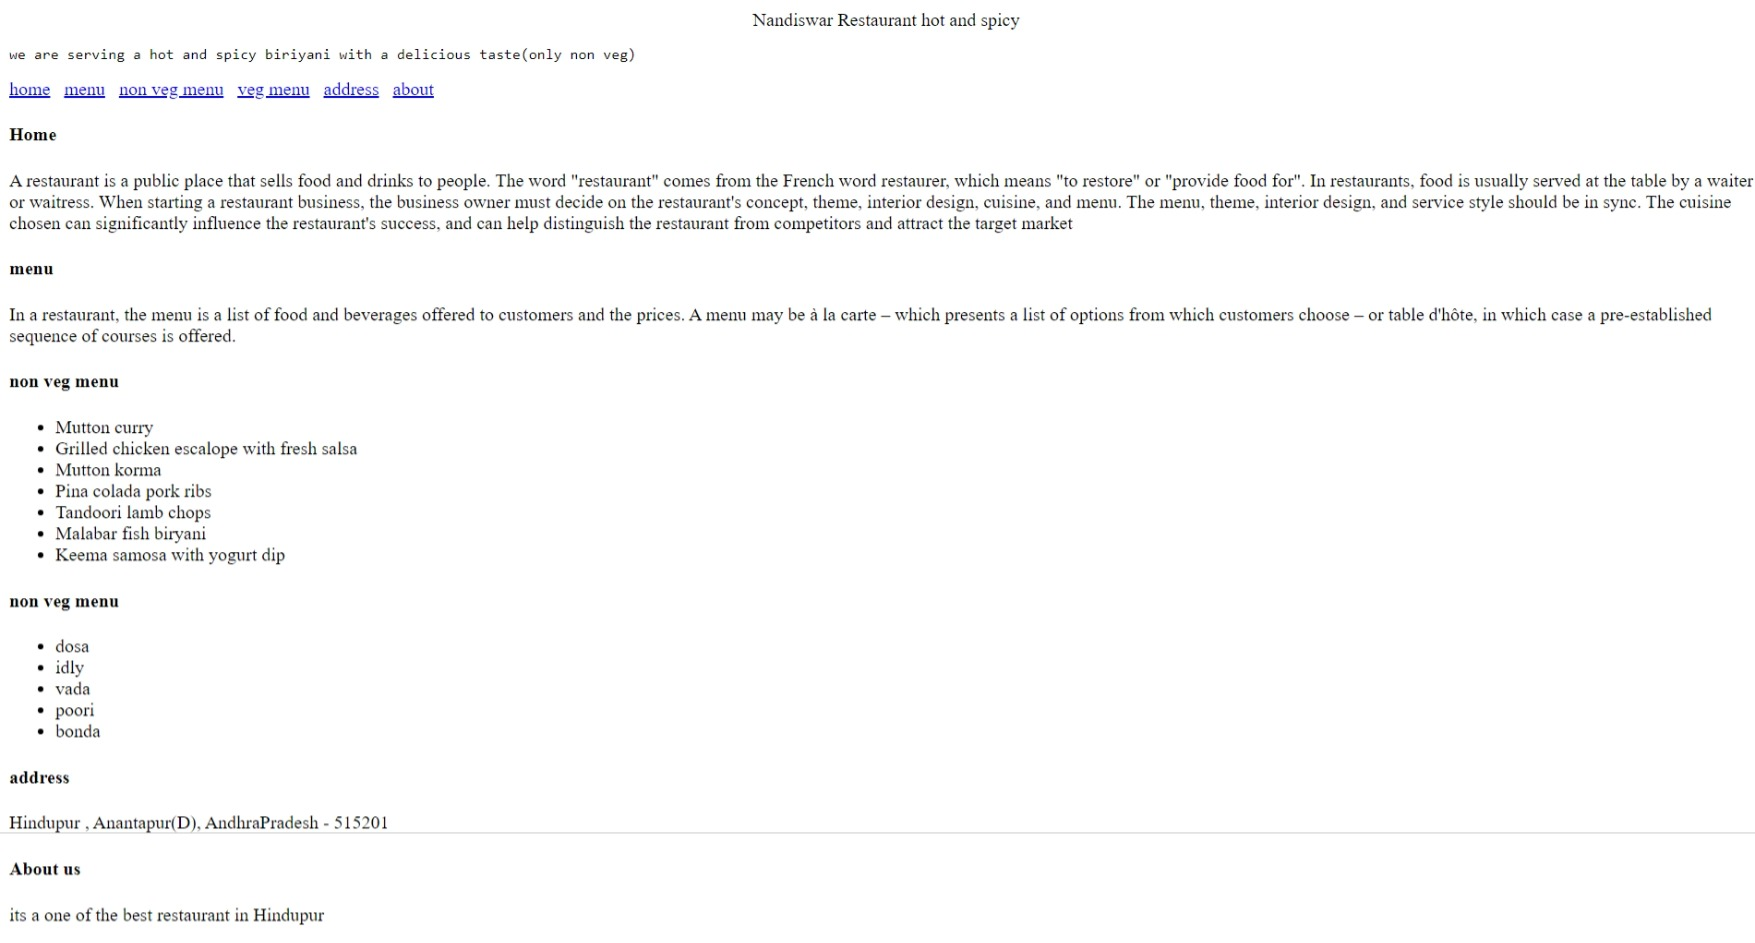 Nandiswar Restaurant hot and spicy
we are serving a hot and spicy biriyani with a delicious taste(only non veg)
home menu non veg menu veg menu address about
Home
A restaurant is a public place that sells food and drinks to people. The word "restaurant" comes from the French word restaurer, which means "to restore" or "provide food for". In restaurants, food is usually served at the table by a waiter
or waitress. When starting a restaurant business, the business owner must decide on the restaurant's concept, theme, interior design, cuisine, and menu. The menu, theme, interior design, and service style should be in sync. The cuisine
chosen can significantly influence the restaurant's success, and can help distinguish the restaurant from competitors and attract the target market
menu
In a restaurant, the menu is a list of food and beverages offered to customers and the prices. A menu may be à la carte – which presents a list of options from which customers choose – or table d'hôte, in which case a pre-established
sequence of courses is offered.
non veg menu
• Mutton curry
• Grilled chicken escalope with fresh salsa
• Mutton korma
• Pina colada pork ribs
• Tandoori lamb chops
• Malabar fish biryani
• Keema samosa with yogurt dip
non veg menu
• dosa
• idly
• vada
• poori
• bonda
address
Hindupur , Anantapur(D), AndhraPradesh - 515201
About us
its a one of the best restaurant in Hindupur